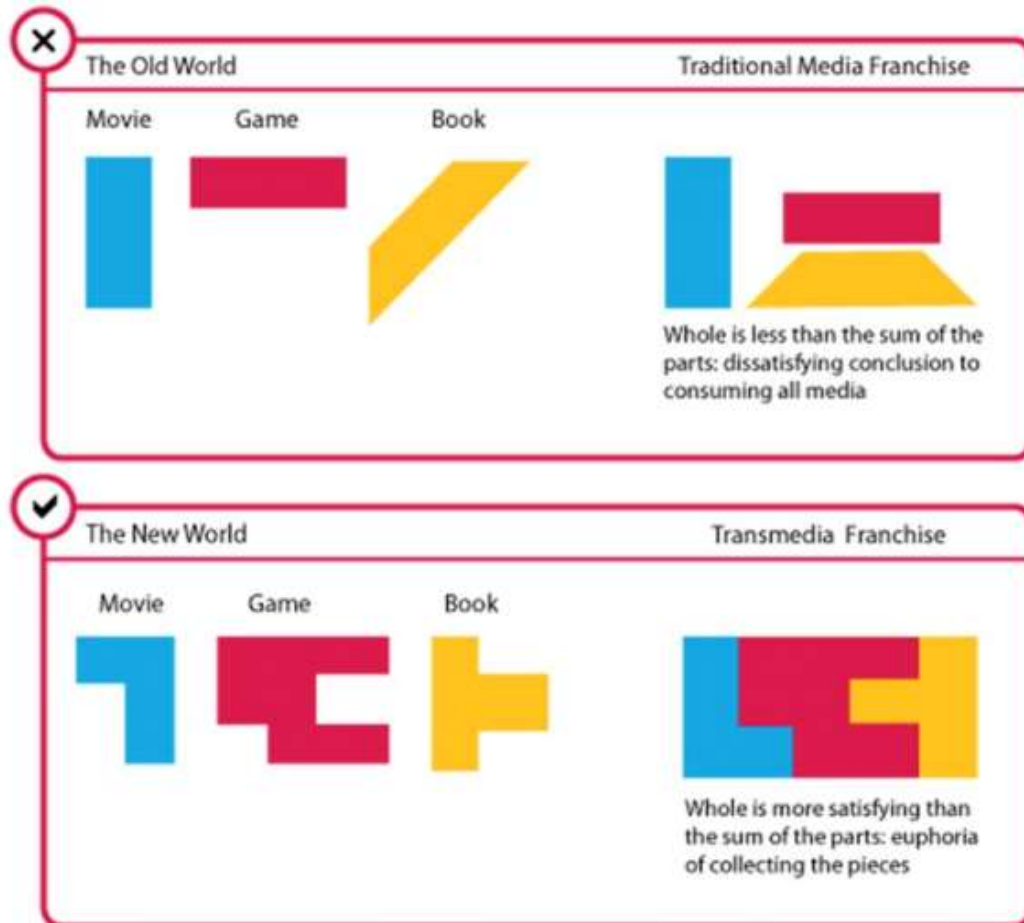 The Old World
Traditional Media Franchise
Movie
Game
Book
Whole is less than the sum of the
parts: dissatisfying conclusion to
consuming all media
The New World
Transmedia Franchise
Movie
Game
Book
Whole is more satisfying than
the sum of the parts: euphoria
of collecting the pieces